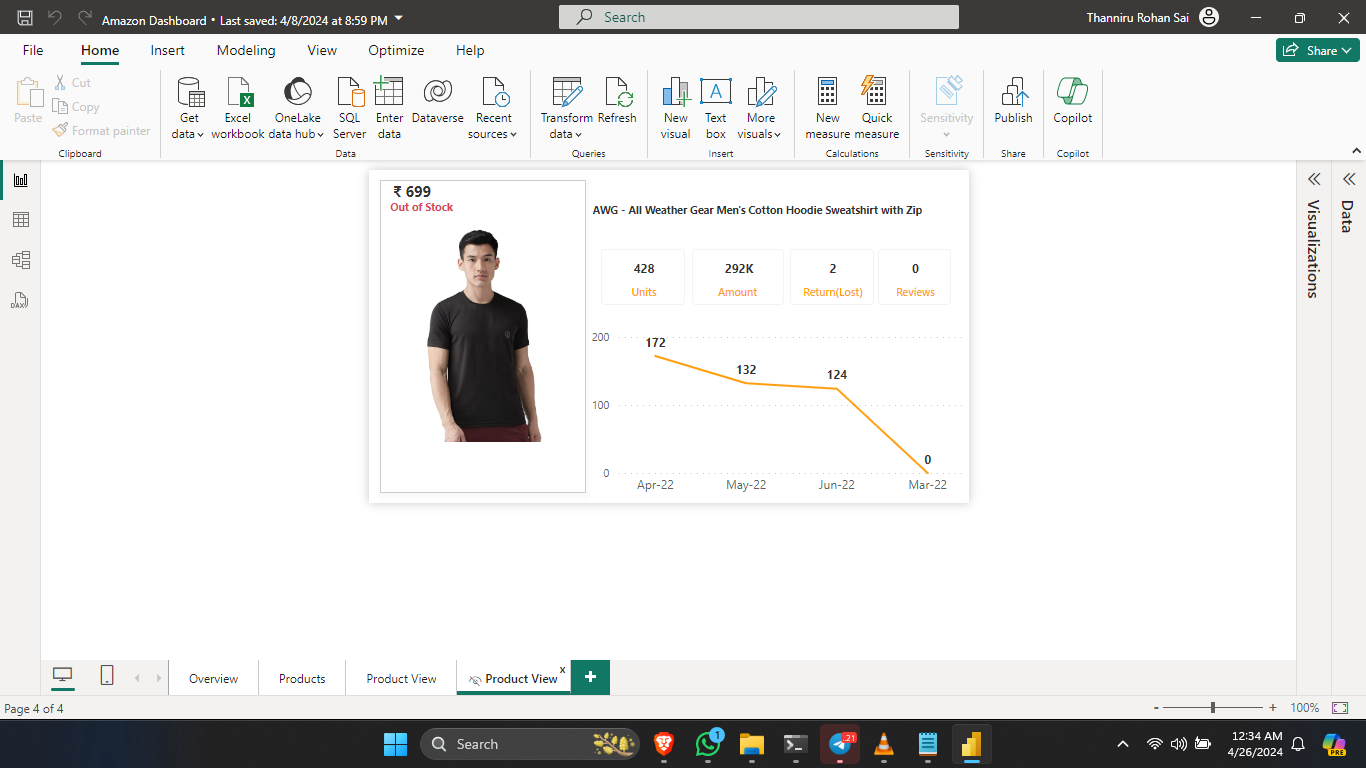 Amazon Dashboard • Last saved: 4/8/2024 at 8:59 PM
Search
Thanniru Rohan Sai
File Home Insert Modeling View Optimize Help
Share
Paste
Cut
Copy
Format painter
Clipboard
Get data
Excel workbook
OneLake data hub
SQL Server
Enter data
Dataverse
Recent sources
Data
Transform data
Refresh
Queries
New visual
Text box
More visuals
Insert
New measure
Quick measure
Calculations
Sensitivity
Sensitivity
Publish
Share
Copilot
Copilot
DAX
₹ 699
Out of Stock
AWG - All Weather Gear Men's Cotton Hoodie Sweatshirt with Zip
428 292K 2 0
Units Amount Return(Lost) Reviews
200
172
132
124
100
0
0
Apr-22 May-22 Jun-22 Mar-22
Visualizations
Data
Overview Products Product View Product View x +
Page 4 of 4
- + 100%
Search
1
21
12:34 AM
4/26/2024
PRE